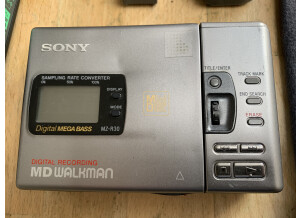 SONY
SAMPLING RATE CONVERTER
TITLE/ENTER
TRACK MARK
DISPLAY
END SEARCH
MODE
ERASE
Digital MEGA BASS
MZ-R30
DIGITAL RECORDING
MD WALKMAN